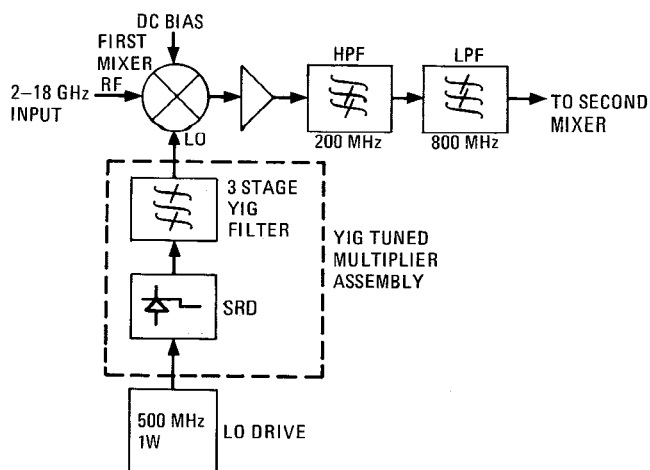 DC BIAS
FIRST
MIXER
RF
2–18 GHz
INPUT
LO
HPF
200 MHz
LPF
800 MHz
TO SECOND
MIXER
3 STAGE
YIG
FILTER
YIG TUNED
MULTIPLIER
ASSEMBLY
SRD
500 MHz
1W
LO DRIVE